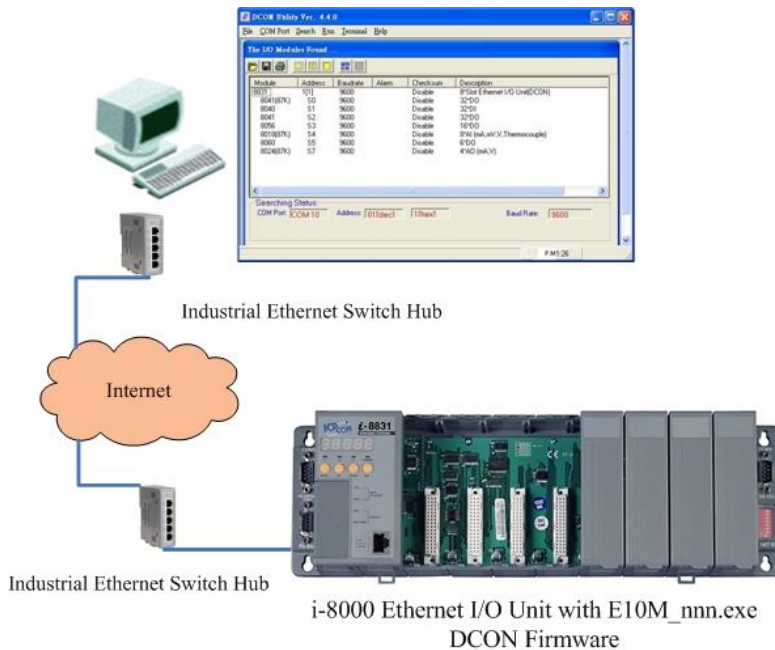 DCON Utility Ver. 4.4.0
File COM Port Search Run Terminal Help
The I/O Modules Found ...
Module Address Baudrate Alarm Checksum Description
8831 1[1] 9600 Disable 8*Slot Ethernet I/O Unit(DCON)
8041(87K) S0 9600 Disable 32*DO
8040 S1 9600 Disable 32*DI
8041 S2 9600 Disable 32*DO
8056 S3 9600 Disable 16*DO
8018(87K) S4 9600 Disable 8*AI (mA,mV,V,Thermocouple)
8060 S5 9600 Disable 6*DO
8024(87K) S7 9600 Disable 4*AO (mA,V)
Searching Status:
COM Port: COM 10 Address: 01[dec] 1[hex] Baud Rate: 9600
Industrial Ethernet Switch Hub
Internet
i-8831
Industrial Ethernet Switch Hub
i-8000 Ethernet I/O Unit with E10M_nnn.exe
DCON Firmware